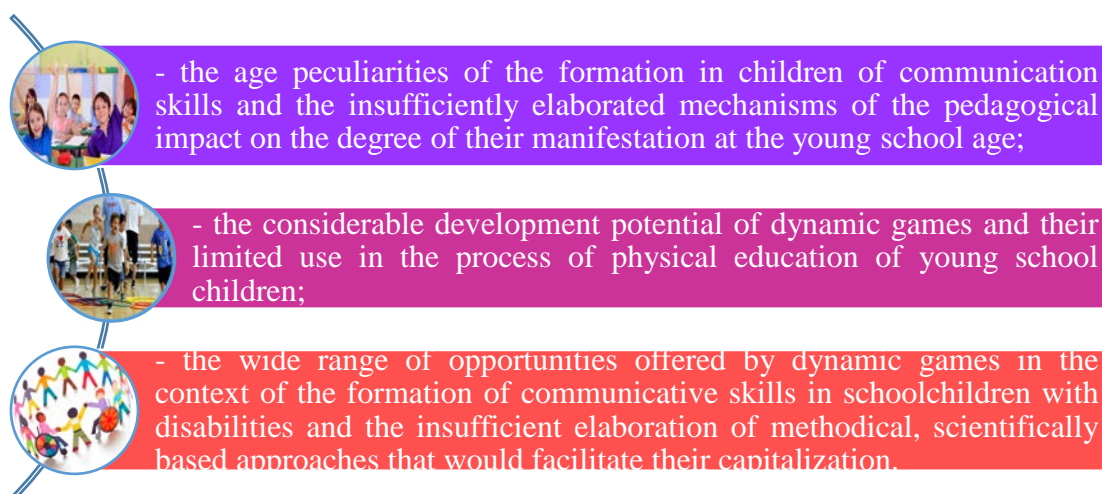 - the age peculiarities of the formation in children of communication
skills and the insufficiently elaborated mechanisms of the pedagogical
impact on the degree of their manifestation at the young school age;
- the considerable development potential of dynamic games and their
limited use in the process of physical education of young school
children;
- the wide range of opportunities offered by dynamic games in the
context of the formation of communicative skills in schoolchildren with
disabilities and the insufficient elaboration of methodical, scientifically
based approaches that would facilitate their capitalization.